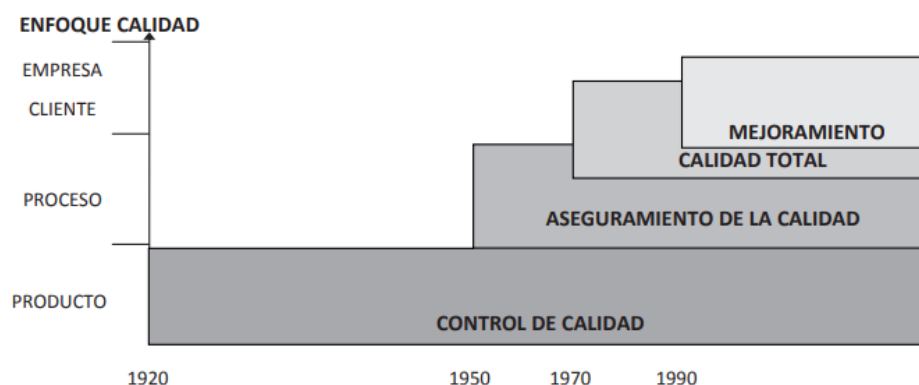 ENFOQUE CALIDAD
EMPRESA
CLIENTE
MEJORAMIENTO
CALIDAD TOTAL
PROCESO
ASEGURAMIENTO DE LA CALIDAD
PRODUCTO
CONTROL DE CALIDAD
1920 1950 1970 1990